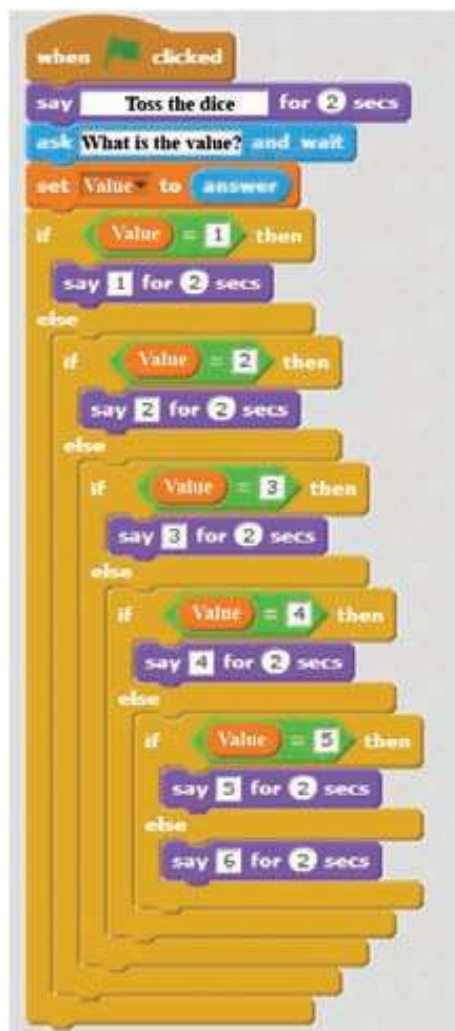 when clicked
say Toss the dice for 2 secs
ask What is the value? and wait
set Value to answer
if Value = 1 then
say 1 for 2 secs
else
if Value = 2 then
say 2 for 2 secs
else
if Value = 3 then
say 3 for 2 secs
else
if Value = 4 then
say 4 for 2 secs
else
if Value = 5 then
say 5 for 2 secs
else
say 6 for 2 secs